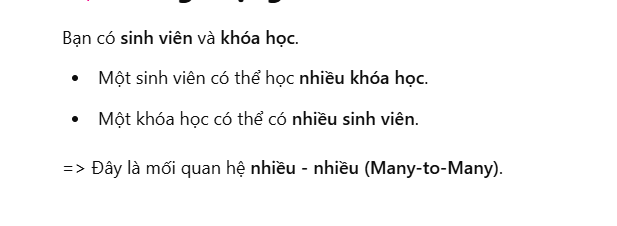 Bạn có sinh viên và khóa học.
• Một sinh viên có thể học nhiều khóa học.
• Một khóa học có thể có nhiều sinh viên.
=> Đây là mối quan hệ nhiều - nhiều (Many-to-Many).